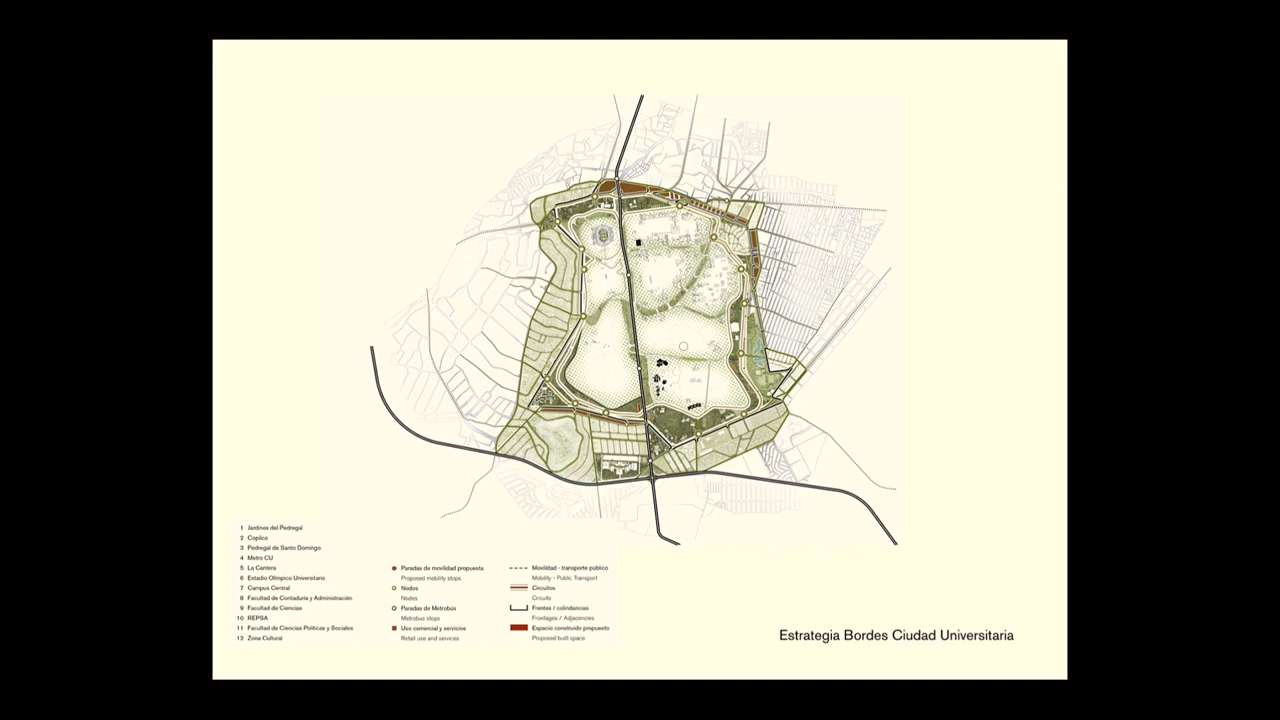 1 Jardines del Pedregal
2 Copilco
3 Pedregal de Santo Domingo
4 Metro CU
5 La Cantera
6 Estadio Olímpico Universitario
7 Campus Central
8 Facultad de Contaduría y Administración
9 Facultad de Ciencias
10 REPSA
11 Facultad de Ciencias Políticas y Sociales
12 Zona Cultural
Paradas de movilidad propuesta
Proposed mobility stops
Nodos
Nodes
Paradas de Metrobús
Metrobus stops
Uso comercial y servicios
Retail use and services
Movilidad - transporte público
Mobility - Public Transport
Circuitos
Circuits
Frentes / colindancias
Frontages / Adjacencies
Espacio construido propuesto
Proposed built space
Estrategia Bordes Ciudad Universitaria